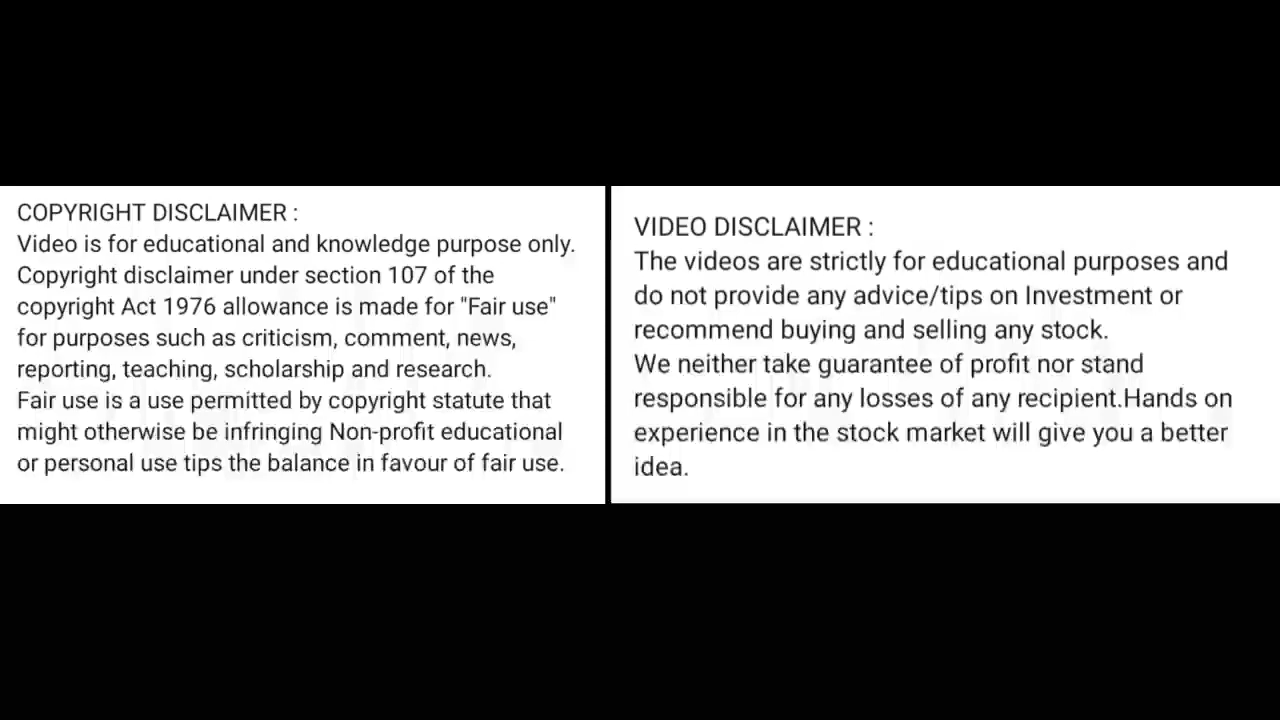 COPYRIGHT DISCLAIMER :
Video is for educational and knowledge purpose only.
Copyright disclaimer under section 107 of the
copyright Act 1976 allowance is made for "Fair use"
for purposes such as criticism, comment, news,
reporting, teaching, scholarship and research.
Fair use is a use permitted by copyright statute that
might otherwise be infringing Non-profit educational
or personal use tips the balance in favour of fair use.
VIDEO DISCLAIMER :
The videos are strictly for educational purposes and
do not provide any advice/tips on Investment or
recommend buying and selling any stock.
We neither take guarantee of profit nor stand
responsible for any losses of any recipient.Hands on
experience in the stock market will give you a better
idea.